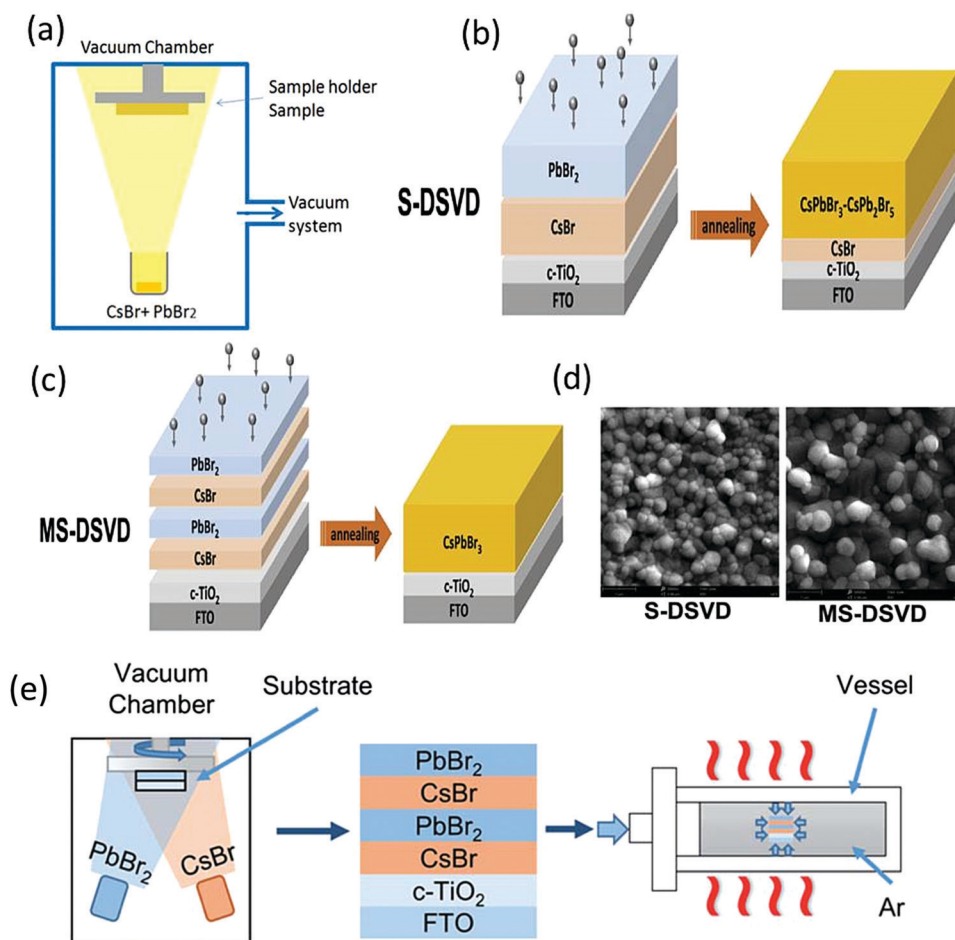 (a)
Vacuum Chamber
Sample holder
Sample
Vacuum
system
CsBr+ PbBr₂
(b)
S-DSVD
PbBr₂
CsBr
c-TiO₂
FTO
annealing
CsPbBr₃-CsPb₂Br₅
CsBr
c-TiO₂
FTO
(c)
MS-DSVD
PbBr₂
CsBr
PbBr₂
CsBr
c-TiO₂
FTO
annealing
CsPbBr₃
c-TiO₂
FTO
(d)
S-DSVD
MS-DSVD
(e)
Vacuum
Chamber
Substrate
PbBr₂
CsBr
PbBr₂
CsBr
PbBr₂
CsBr
c-TiO₂
FTO
Vessel
Ar